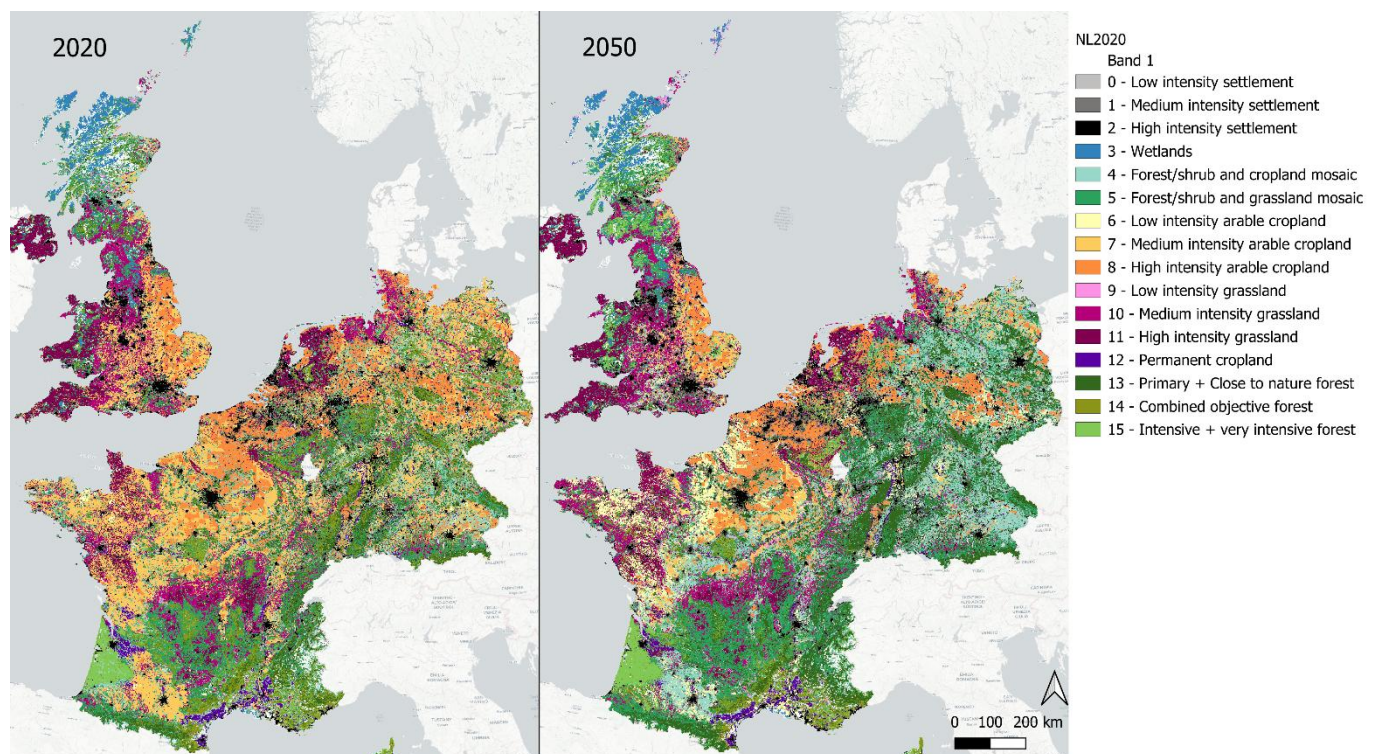 2020
2050
NL2020
Band 1
0 - Low intensity settlement
1 - Medium intensity settlement
2 - High intensity settlement
3 - Wetlands
4 - Forest/shrub and cropland mosaic
5 - Forest/shrub and grassland mosaic
6 - Low intensity arable cropland
7 - Medium intensity arable cropland
8 - High intensity arable cropland
9 - Low intensity grassland
10 - Medium intensity grassland
11 - High intensity grassland
12 - Permanent cropland
13 - Primary + Close to nature forest
14 - Combined objective forest
15 - Intensive + very intensive forest
0 100 200 km